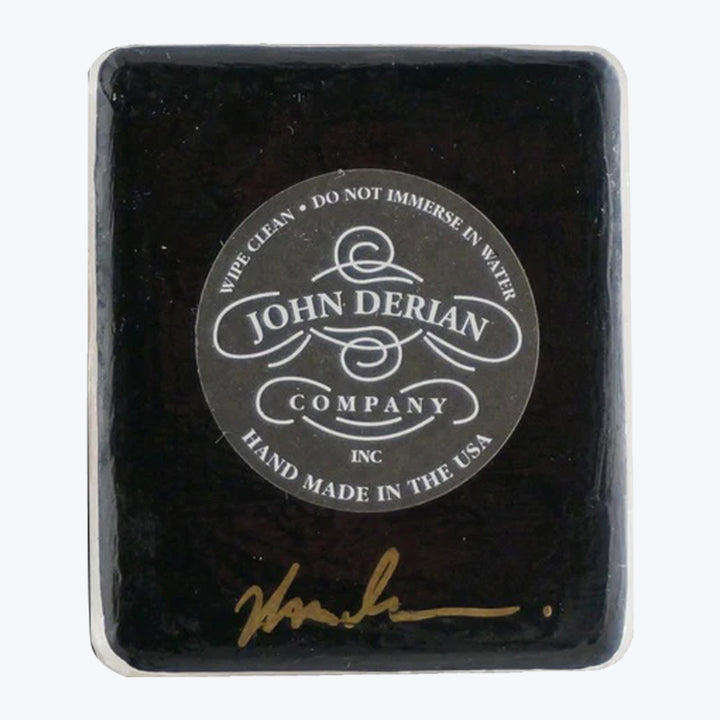 WIPE CLEAN • DO NOT IMMERSE IN WATER
JOHN DERIAN
COMPANY
INC
HAND MADE IN THE USA